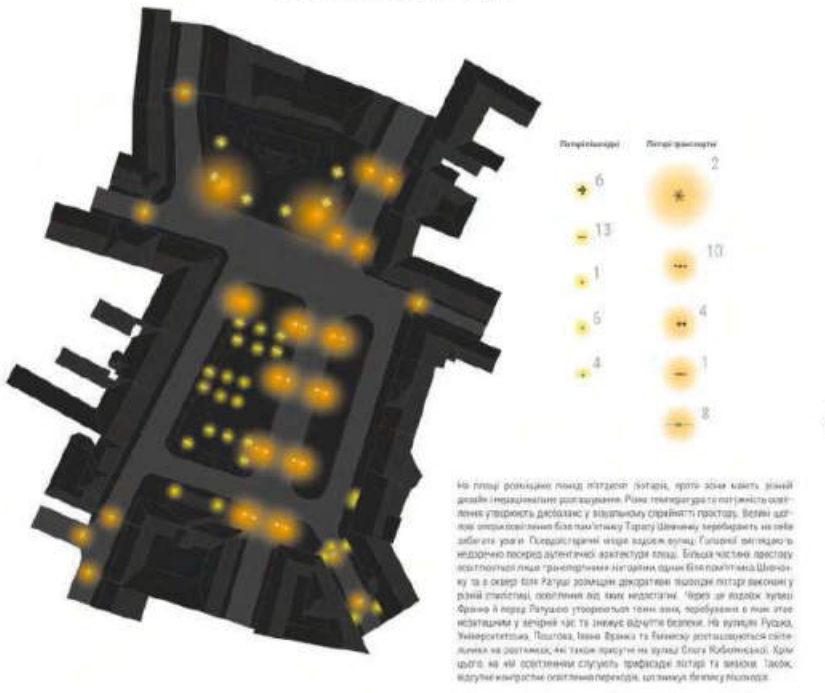 Ліхтарі пішохідні
Ліхтарі транспортні
6
2
13
10
1
4
5
1
4
8
На площі розміщено понад п'ятдесят ліхтарів, проте вони мають різний
дизайн і нераціональне розташування. Різна температура та потужність освіт-
лення утворюють дисбаланс у візуальному сприйнятті простору. Великі щог-
лові опори освітлення біля пам'ятнику Тарасу Шевченку перебирають на себе
забагато уваги. Псевдоісторичні опори вздовж вулиці Головної виглядають
недоречно посеред аутентичної архітектури площі. Більша частина простору
освітлюється лише транспортними ліхтарями, однак біля пам'ятника Шевчен-
ку та в сквері біля Ратуші розміщені декоративні пішохідні ліхтарі виконані у
різній стилістиці, освітлення від яких недостатнє. Через це вздовж вулиці
Франка й перед Ратушею утворюються темні зони, перебування в яких стає
незатишним у вечірній час та знижує відчуття безпеки. На вулицях Руська,
Університетська, Поштова, Івана Франка та Емінеску розташовуються світи-
льники на розтяжках, які також присутні на вулиці Ольги Кобилянської. Крім
цього, на ній освітленням слугують прифасадні ліхтарі та вивіски. Також,
відсутнє контрастне освітлення переходів, що знижує безпеку пішоходів.